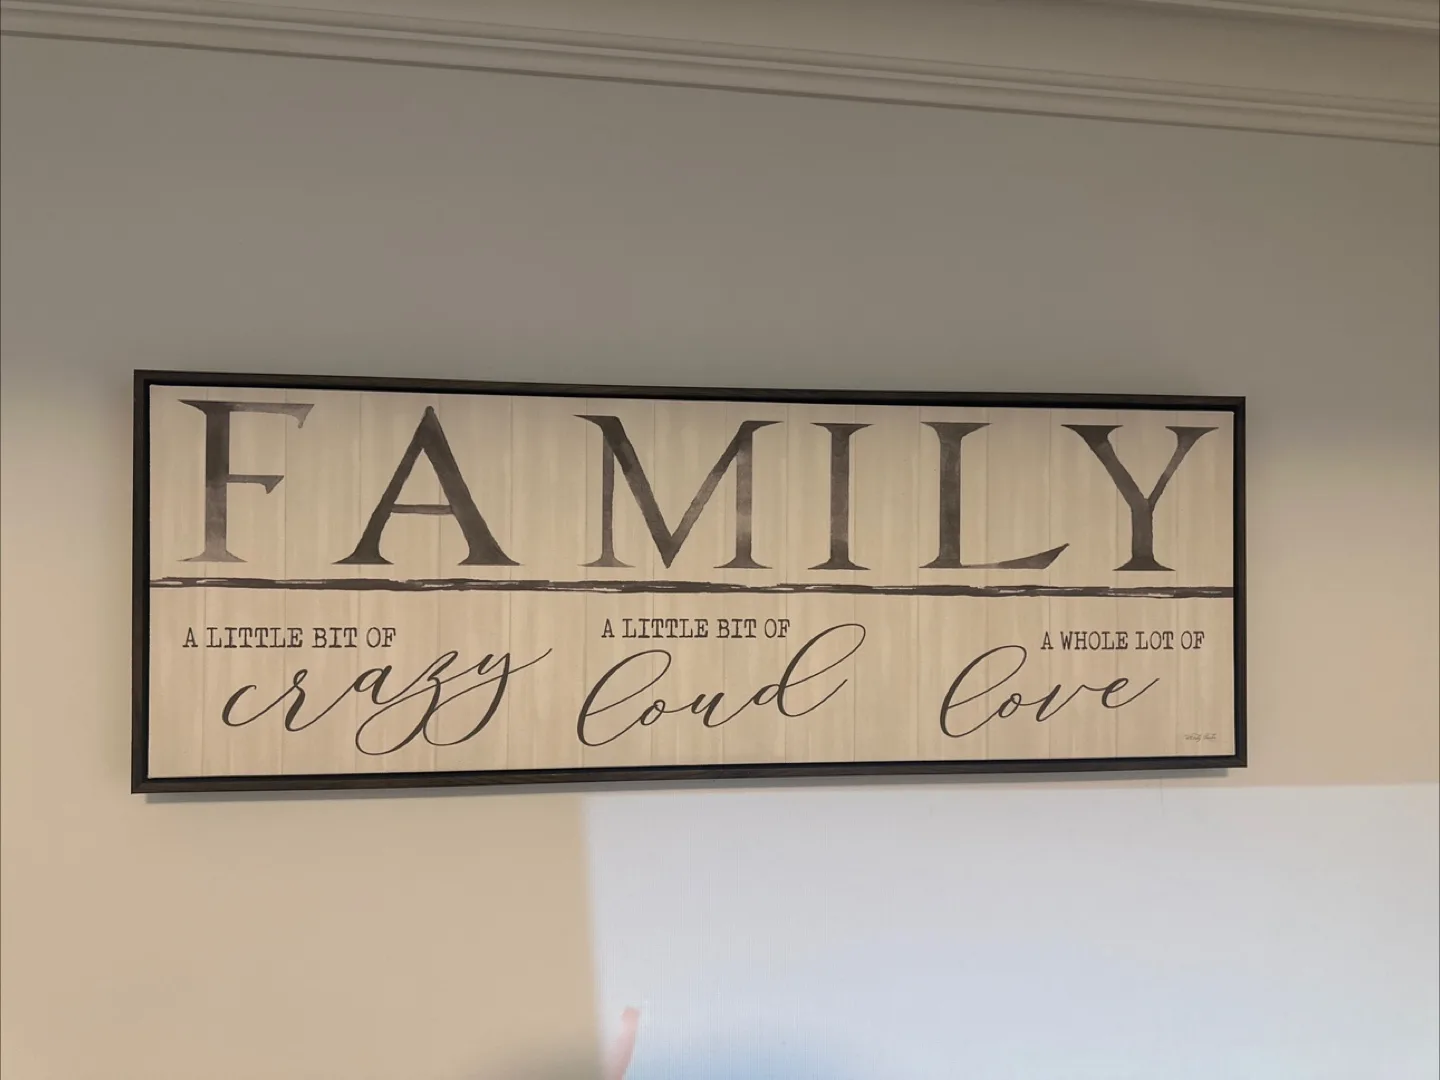 FAMILY
A LITTLE BIT OF
crazy
A LITTLE BIT OF
loud
A WHOLE LOT OF
love